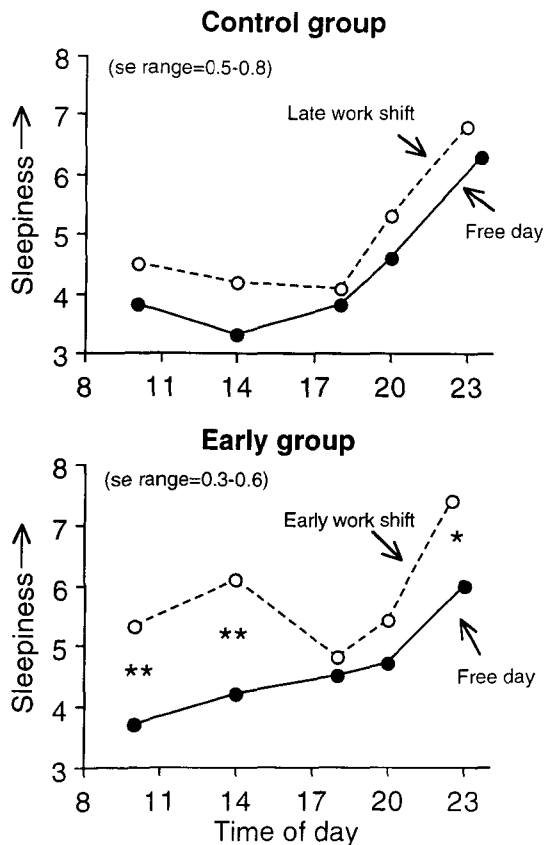 Control group
(se range=0.5-0.8)
Late work shift
Free day
Sleepiness →
8
7
6
5
4
3
8 11 14 17 20 23
Early group
(se range=0.3-0.6)
Early work shift
*
**
**
Free day
Sleepiness →
8
7
6
5
4
3
8 11 14 17 20 23
Time of day